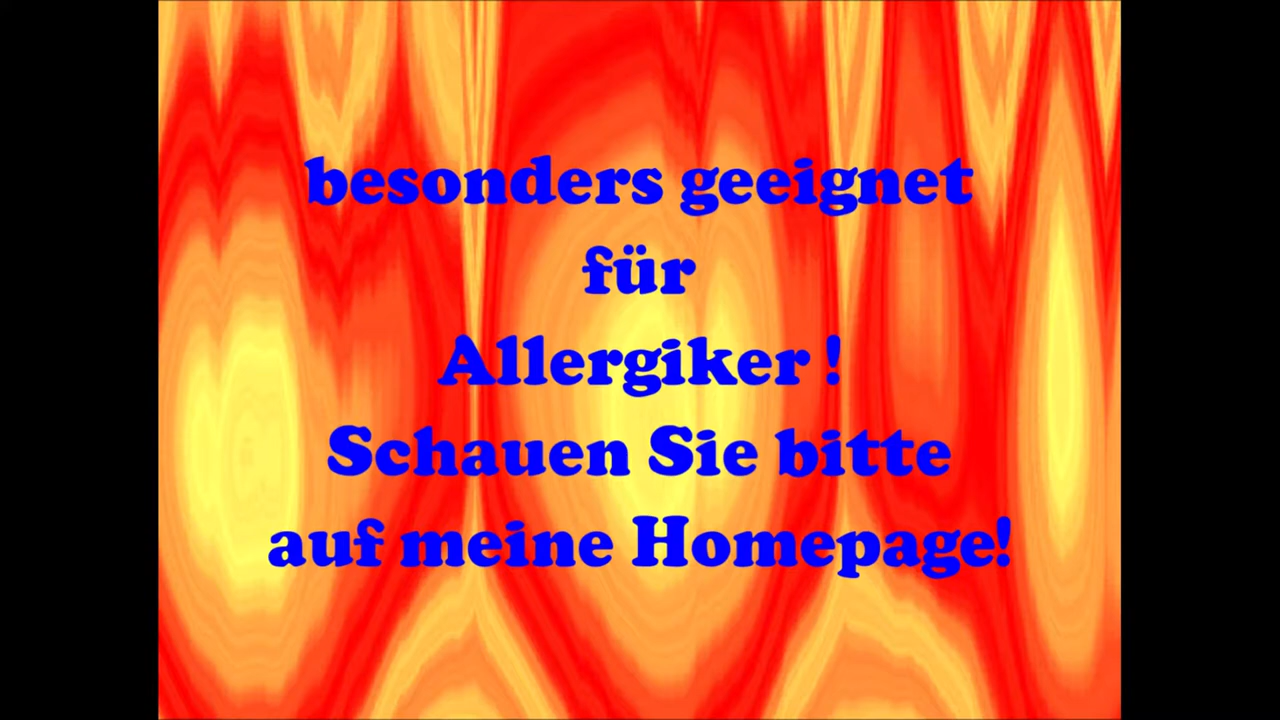 besonders geeignet
für
Allergiker !
Schauen Sie bitte
auf meine Homepage!